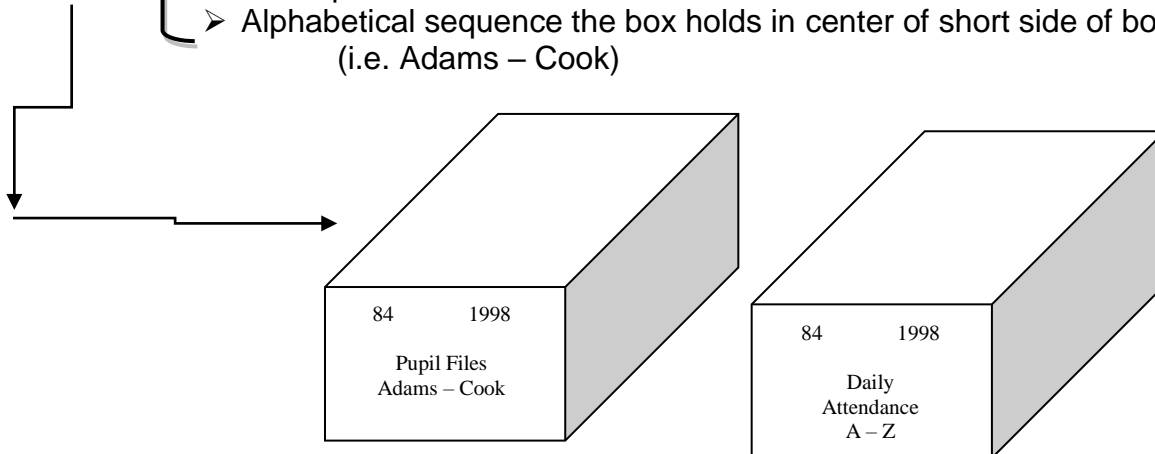 ➢ Alphabetical sequence the box holds in center of short side of
(i.e. Adams – Cook)
84 1998
Pupil Files
Adams – Cook
84 1998
Daily
Attendance
A – Z